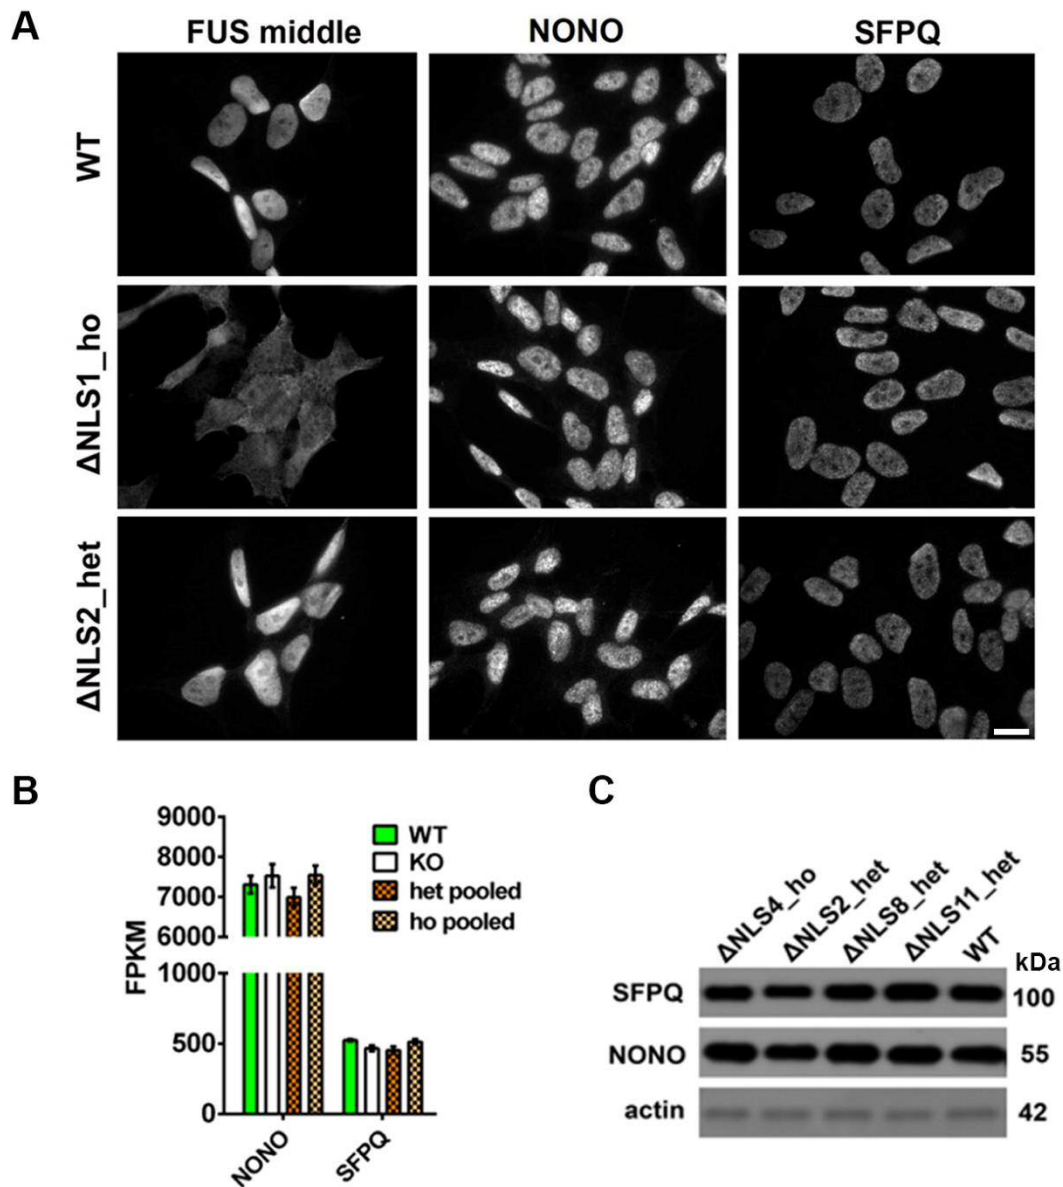 A
FUS middle NONO SFPQ
WT
ΔNLS1_ho
ΔNLS2_het
B
9000
8000
7000
6000
1000
500
0
FPKM
WT
KO
het pooled
ho pooled
NONO SFPQ
C
ΔNLS4_ho ΔNLS2_het ΔNLS8_het ΔNLS11_het WT
kDa
SFPQ 100
NONO 55
actin 42